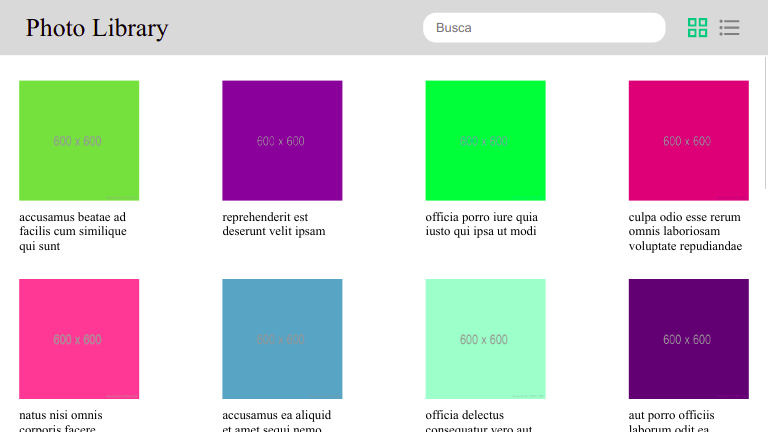 Photo Library
Busca
600 x 600
600 x 600
600 x 600
600 x 600
accusamus beatae ad
facilis cum similique
qui sunt
reprehenderit est
deserunt velit ipsam
officia porro iure quia
iusto qui ipsa ut modi
culpa odio esse rerum
omnis laboriosam
voluptate repudiandae
600 x 600
600 x 600
600 x 600
600 x 600
natus nisi omnis
corporis facere
accusamus ea aliquid
et amet sequi nemo
officia delectus
consequatur vero aut
aut porro officiis
laborum odit ea